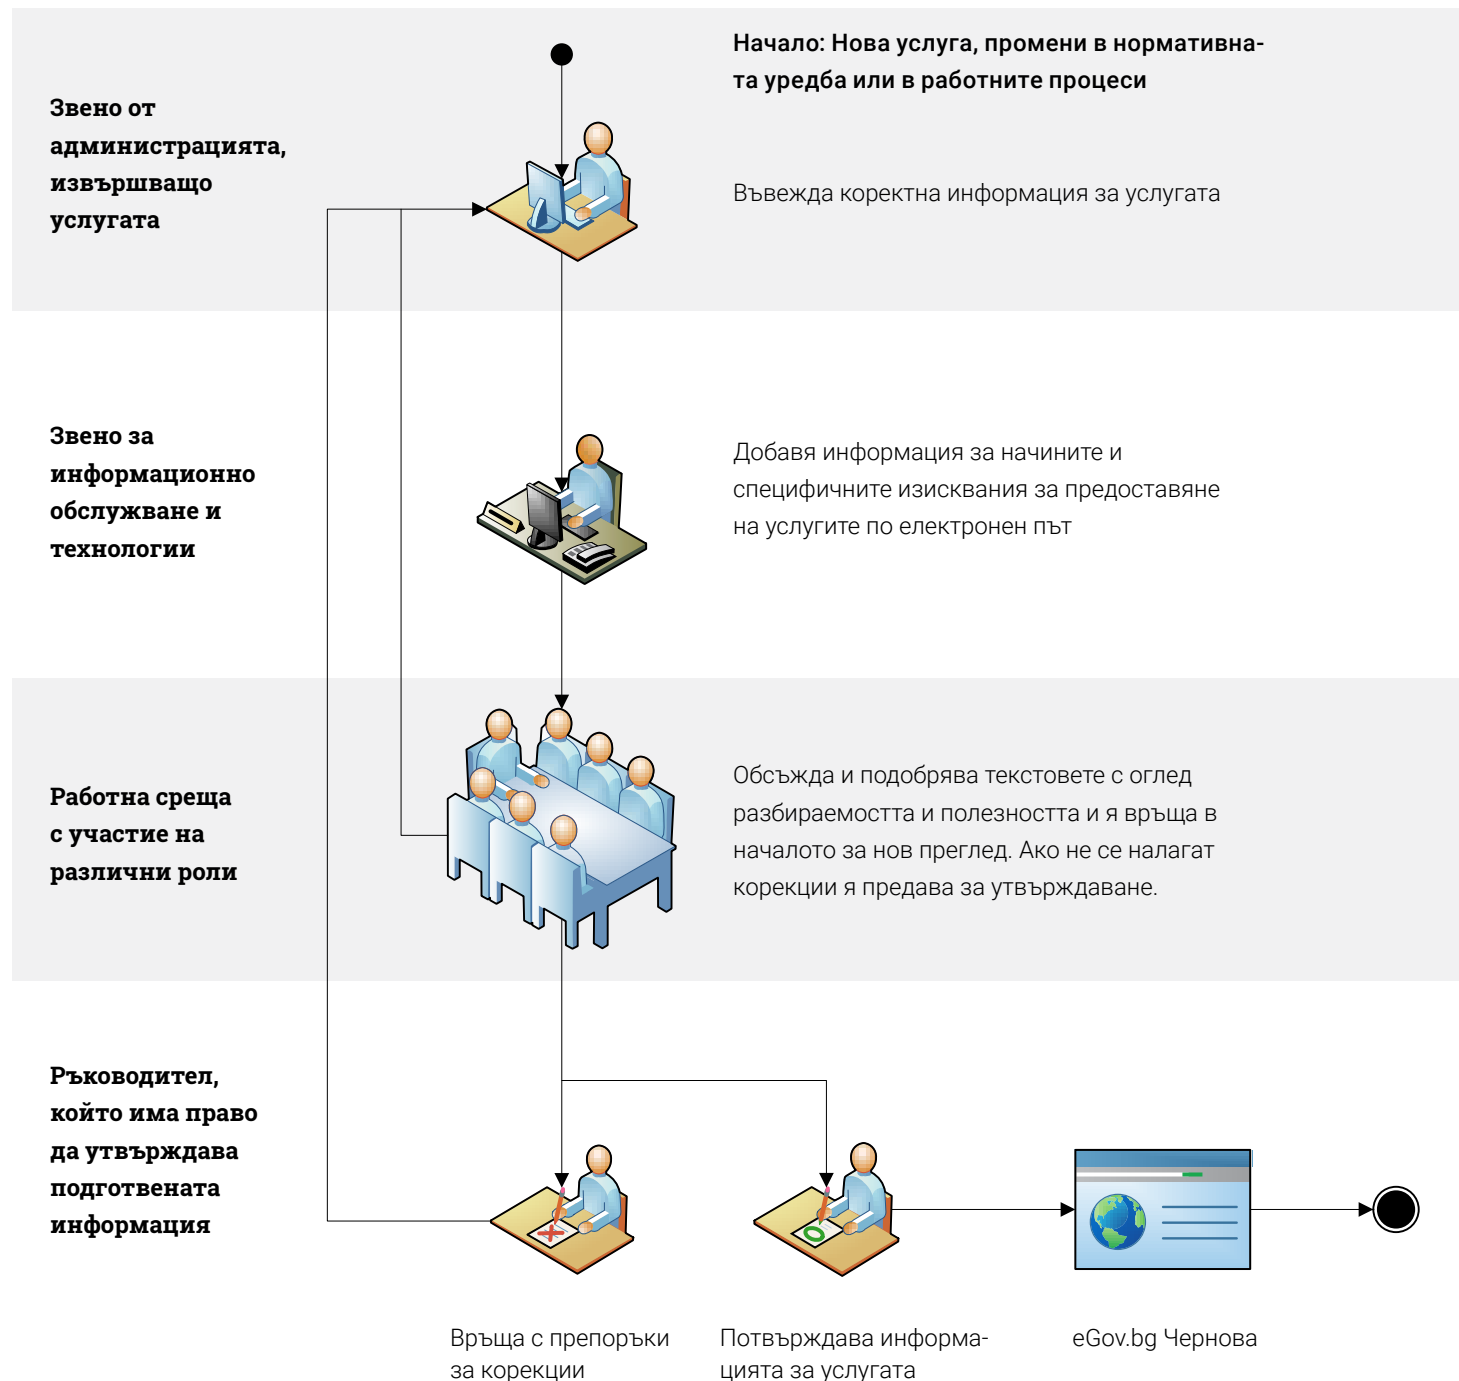 Начало: Нова услуга, промени в нормативна-
та уредба или в работните процеси
Звено от
администрацията,
извършващо
услугата
Въвежда коректна информация за услугата
Звено за
информационно
обслужване и
технологии
Добавя информация за начините и
специфичните изисквания за предоставяне
на услугите по електронен път
Работна среща
с участие на
различни роли
Обсъжда и подобрява текстовете с оглед
разбираемостта и полезността и я връща в
началото за нов преглед. Ако не се налагат
корекции я предава за утвърждаване.
Ръководител,
който има право
да утвърждава
подготвената
информация
Връща с препоръки
за корекции
Потвърждава информа-
цията за услугата
eGov.bg Чернова